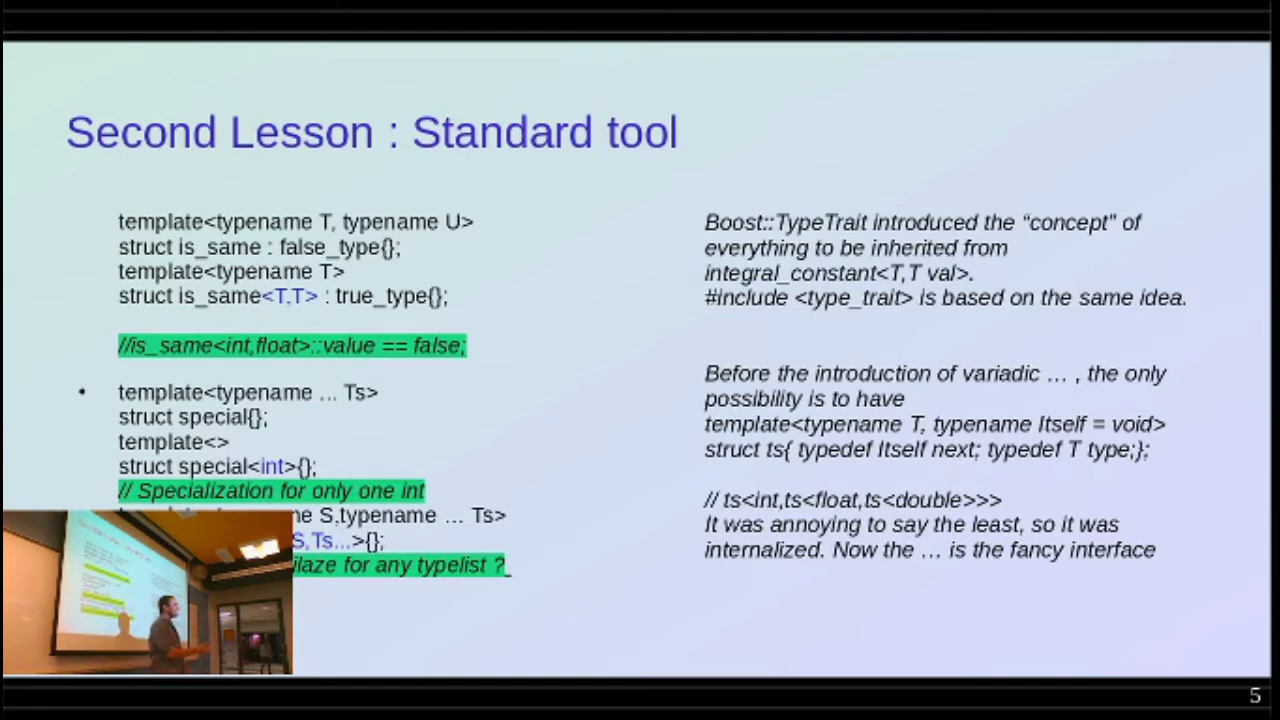 Second Lesson : Standard tool
template<typename T, typename U>
struct is_same : false_type{};
template<typename T>
struct is_same<T,T> : true_type{};
//is_same<int,float>::value == false;
• template<typename ... Ts>
struct special{};
template<>
struct special<int>{};
// Specialization for only one int
S,typename … Ts>
S,Ts...>{};
for any typelist ?
Boost::TypeTrait introduced the “concept” of
everything to be inherited from
integral_constant<T,T val>.
#include <type_trait> is based on the same idea.
Before the introduction of variadic … , the only
possibility is to have
template<typename T, typename Itself = void>
struct ts{ typedef Itself next; typedef T type;};
// ts<int,ts<float,ts<double>>>
It was annoying to say the least, so it was
internalized. Now the … is the fancy interface
5